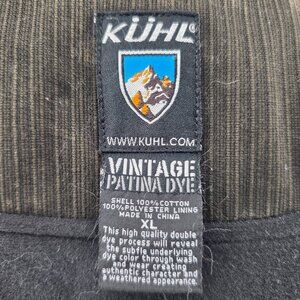 KÜHL
WWW.KUHL.COM
VINTAGE
PATINA DYE
SHELL 100% COTTON
100% POLYESTER LINING
MADE IN CHINA
XL
This high quality double
dye process will reveal
the subtle underlying
dye color through wash
and wear creating
authentic character and
weathered appearance.